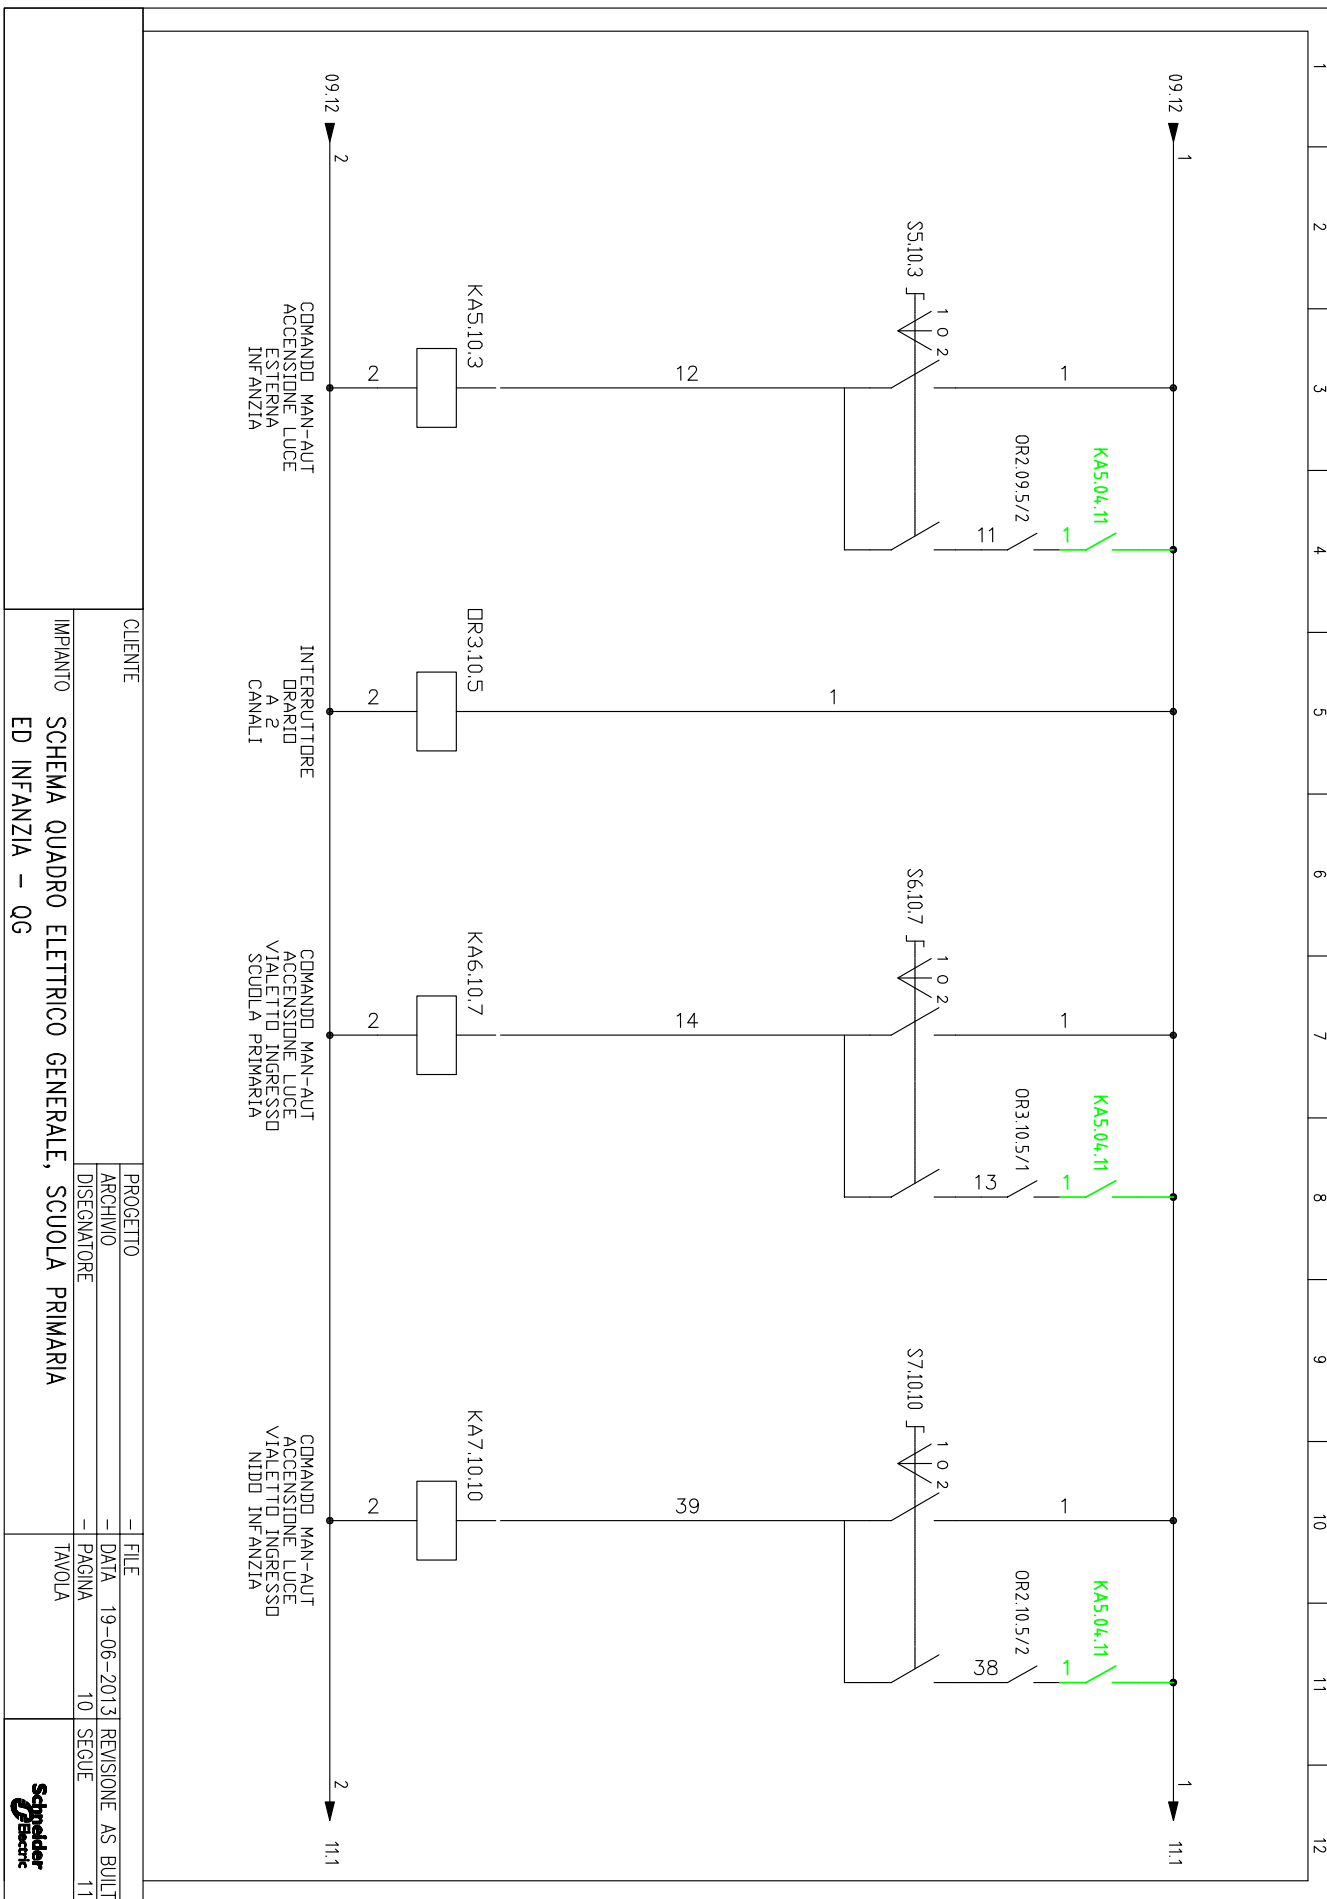 1 2 3 4 5 6 7 8 9 10 11 12
09.12 1 1 11.1
KA5.04.11 KA5.04.11 KA5.04.11
1 1 1 1 1 1
OR2.09.5/2 OR3.10.5/1 OR2.10.5/2
11 13 38
S5.10.3 S6.10.7 S7.10.10
1 0 2 1 0 2 1 0 2
12 1 14 39
KA5.10.3 OR3.10.5 KA6.10.7 KA7.10.10
2 2 2 2
09.12 2 2 11.1
COMANDO MAN-AUT
ACCENSIONE LUCE
ESTERNA
INFANZIA
INTERRUTTORE
ORARIO
A 2
CANALI
COMANDO MAN-AUT
ACCENSIONE LUCE
VIALETTO INGRESSO
SCUOLA PRIMARIA
COMANDO MAN-AUT
ACCENSIONE LUCE
VIALETTO INGRESSO
NIDO INFANZIA
CLIENTE
IMPIANTO SCHEMA QUADRO ELETTRICO GENERALE, SCUOLA PRIMARIA
ED INFANZIA - QG
PROGETTO -
ARCHIVIO -
DISEGNATORE -
FILE
DATA 19-06-2013 REVISIONE AS BUILT
PAGINA 10 SEGUE 11
TAVOLA
Schneider
Electric